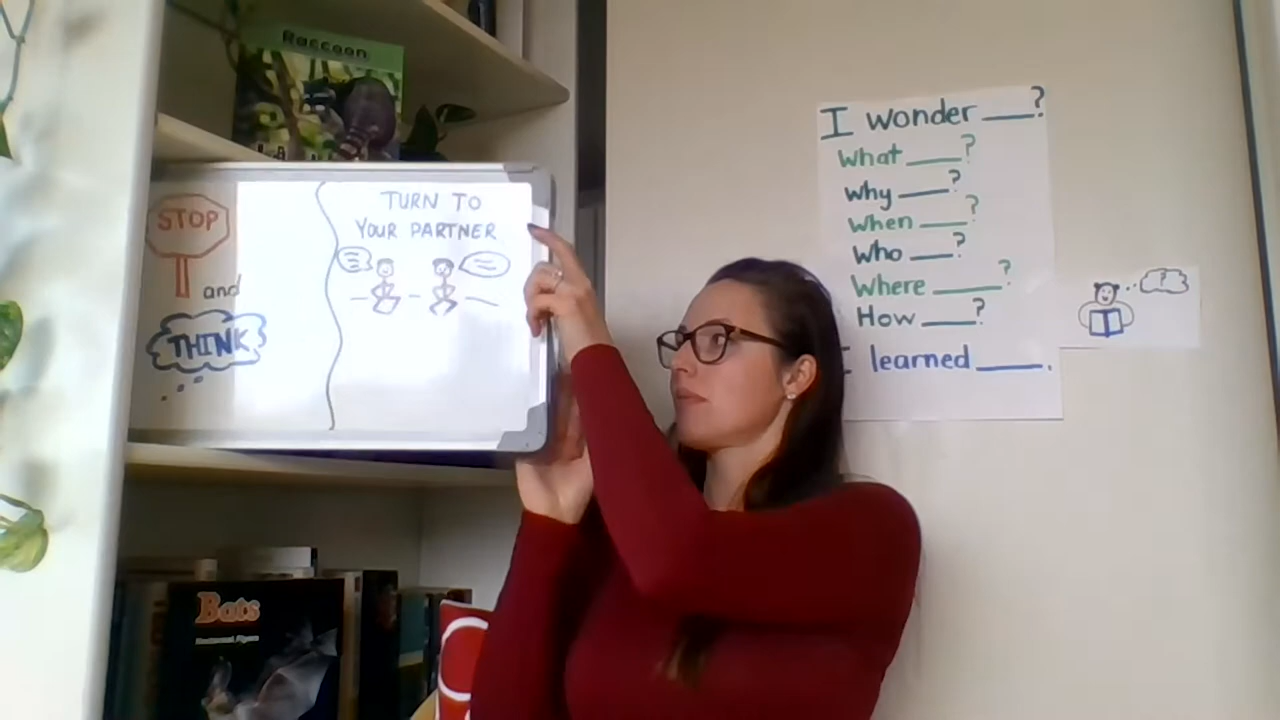 Raccoon
STOP
and
THINK
TURN TO
YOUR PARTNER
I wonder ___?
What ___?
Why ___?
When ___?
Who ___?
Where ___?
How ___?
learned ___.
?
Bats